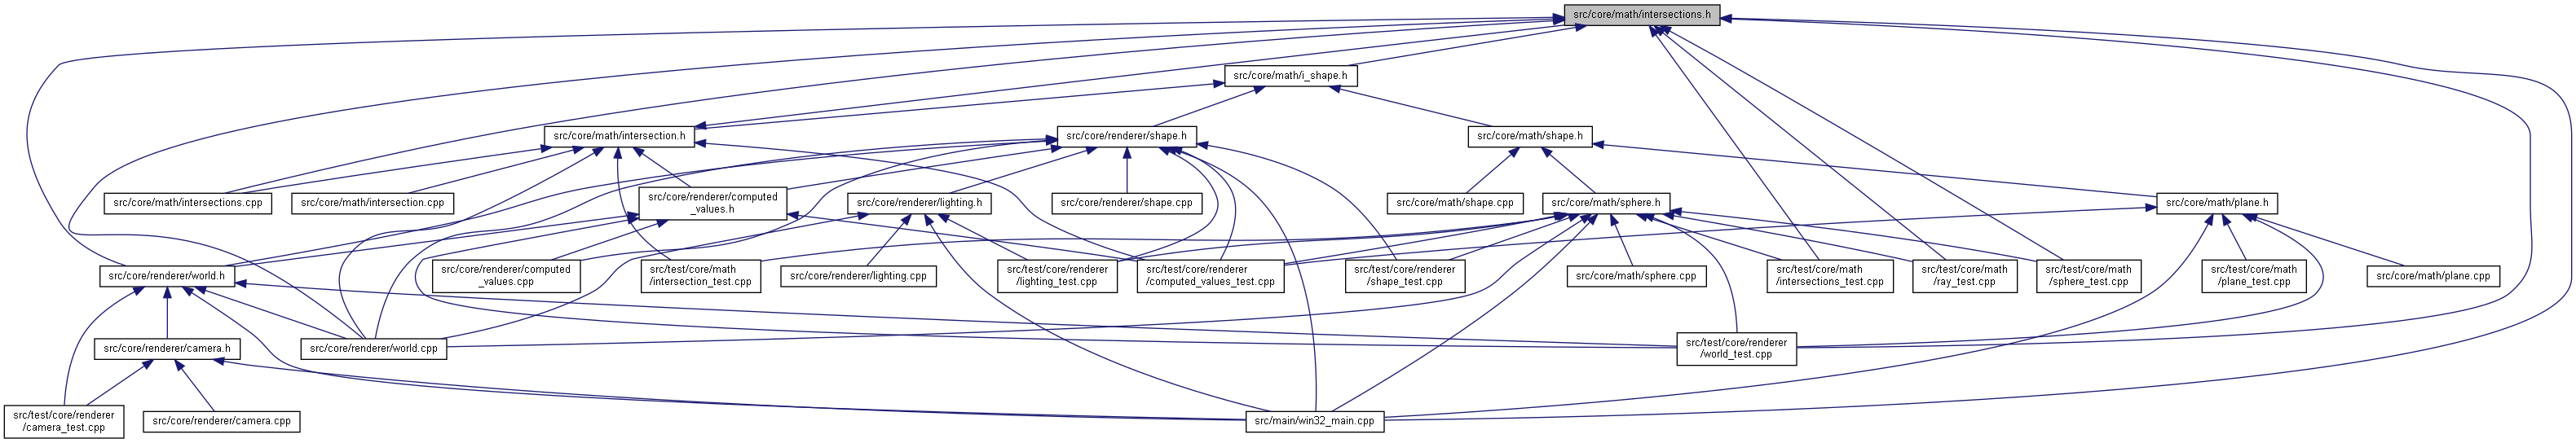 src/core/math/intersections.h
src/core/math/i_shape.h
src/core/math/intersection.h
src/core/renderer/shape.h
src/core/math/shape.h
src/core/math/intersections.cpp
src/core/math/intersection.cpp
src/core/renderer/computed
_values.h
src/core/renderer/lighting.h
src/core/renderer/shape.cpp
src/core/math/shape.cpp
src/core/math/sphere.h
src/core/math/plane.h
src/core/renderer/world.h
src/core/renderer/computed
_values.cpp
src/test/core/math
/intersection_test.cpp
src/core/renderer/lighting.cpp
src/test/core/renderer
/lighting_test.cpp
src/test/core/renderer
/computed_values_test.cpp
src/test/core/renderer
/shape_test.cpp
src/core/math/sphere.cpp
src/test/core/math
/intersections_test.cpp
src/test/core/math
/ray_test.cpp
src/test/core/math
/sphere_test.cpp
src/test/core/math
/plane_test.cpp
src/core/math/plane.cpp
src/core/renderer/camera.h
src/core/renderer/world.cpp
src/test/core/renderer
/world_test.cpp
src/test/core/renderer
/camera_test.cpp
src/core/renderer/camera.cpp
src/main/win32_main.cpp